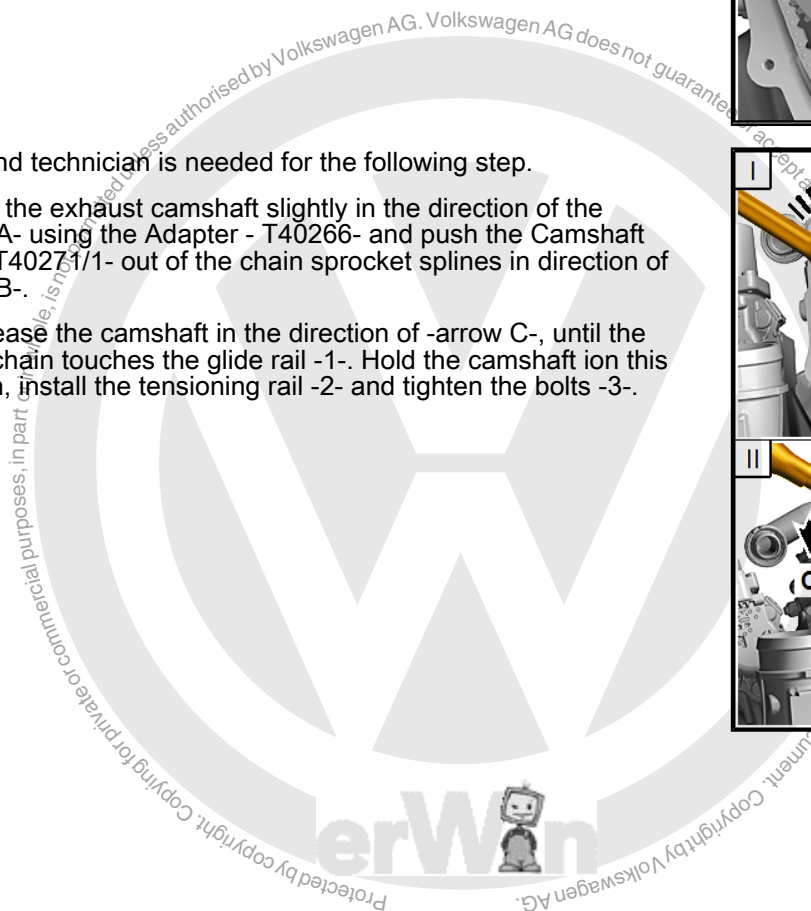 nd technician is needed for the following step.
the exhaust camshaft slightly in the direction of the
A- using the Adapter - T40266- and push the Camshaft
T40271/1- out of the chain sprocket splines in direction of
B-.
ease the camshaft in the direction of -arrow C-, until the
chain touches the glide rail -1-. Hold the camshaft ion this
, install the tensioning rail -2- and tighten the bolts -3-.
I
II
C
erWin
Protected by copyright. Copying for private or commercial purposes, in part or in whole, is not permitted unless authorised by Volkswagen AG. Volkswagen AG does not guarantee or accept a
cument. Copyright by Volkswagen AG.